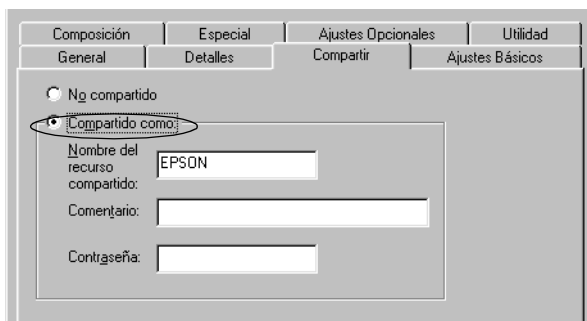 Composición Especial Ajustes Opcionales Utilidad
General Detalles Compartir Ajustes Básicos
No compartido
Compartido como:
Nombre del
recurso
compartido:
EPSON
Comentario:
Contraseña: